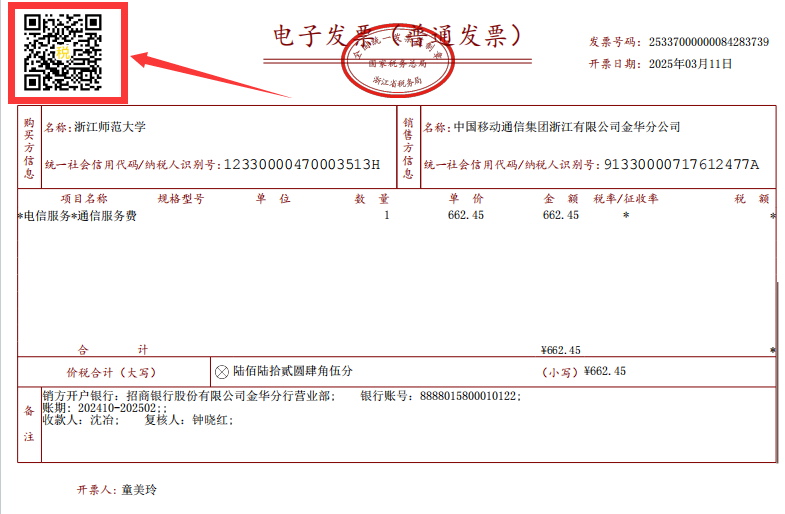 税
电子发票（普通发票）
全国统一发票监制章
国家税务总局
浙江省税务局
发票号码：25337000000084283739
开票日期：2025年03月11日
购买方信息
名称：浙江师范大学
统一社会信用代码/纳税人识别号：12330000470003513H
销售方信息
名称：中国移动通信集团浙江有限公司金华分公司
统一社会信用代码/纳税人识别号：91330000717612477A
项目名称 规格型号 单 位 数 量 单 价 金 额 税率/征收率 税 额
*电信服务*通信服务费 1 662.45 662.45 * *
合 计 ¥662.45 *
价税合计（大写） ⊗ 陆佰陆拾贰圆肆角伍分 （小写）¥662.45
备注
销方开户银行：招商银行股份有限公司金华分行营业部; 银行账号：8888015800010122;
账期：202410-202502;;
收款人：沈冶; 复核人：钟晓红;
开票人：童美玲